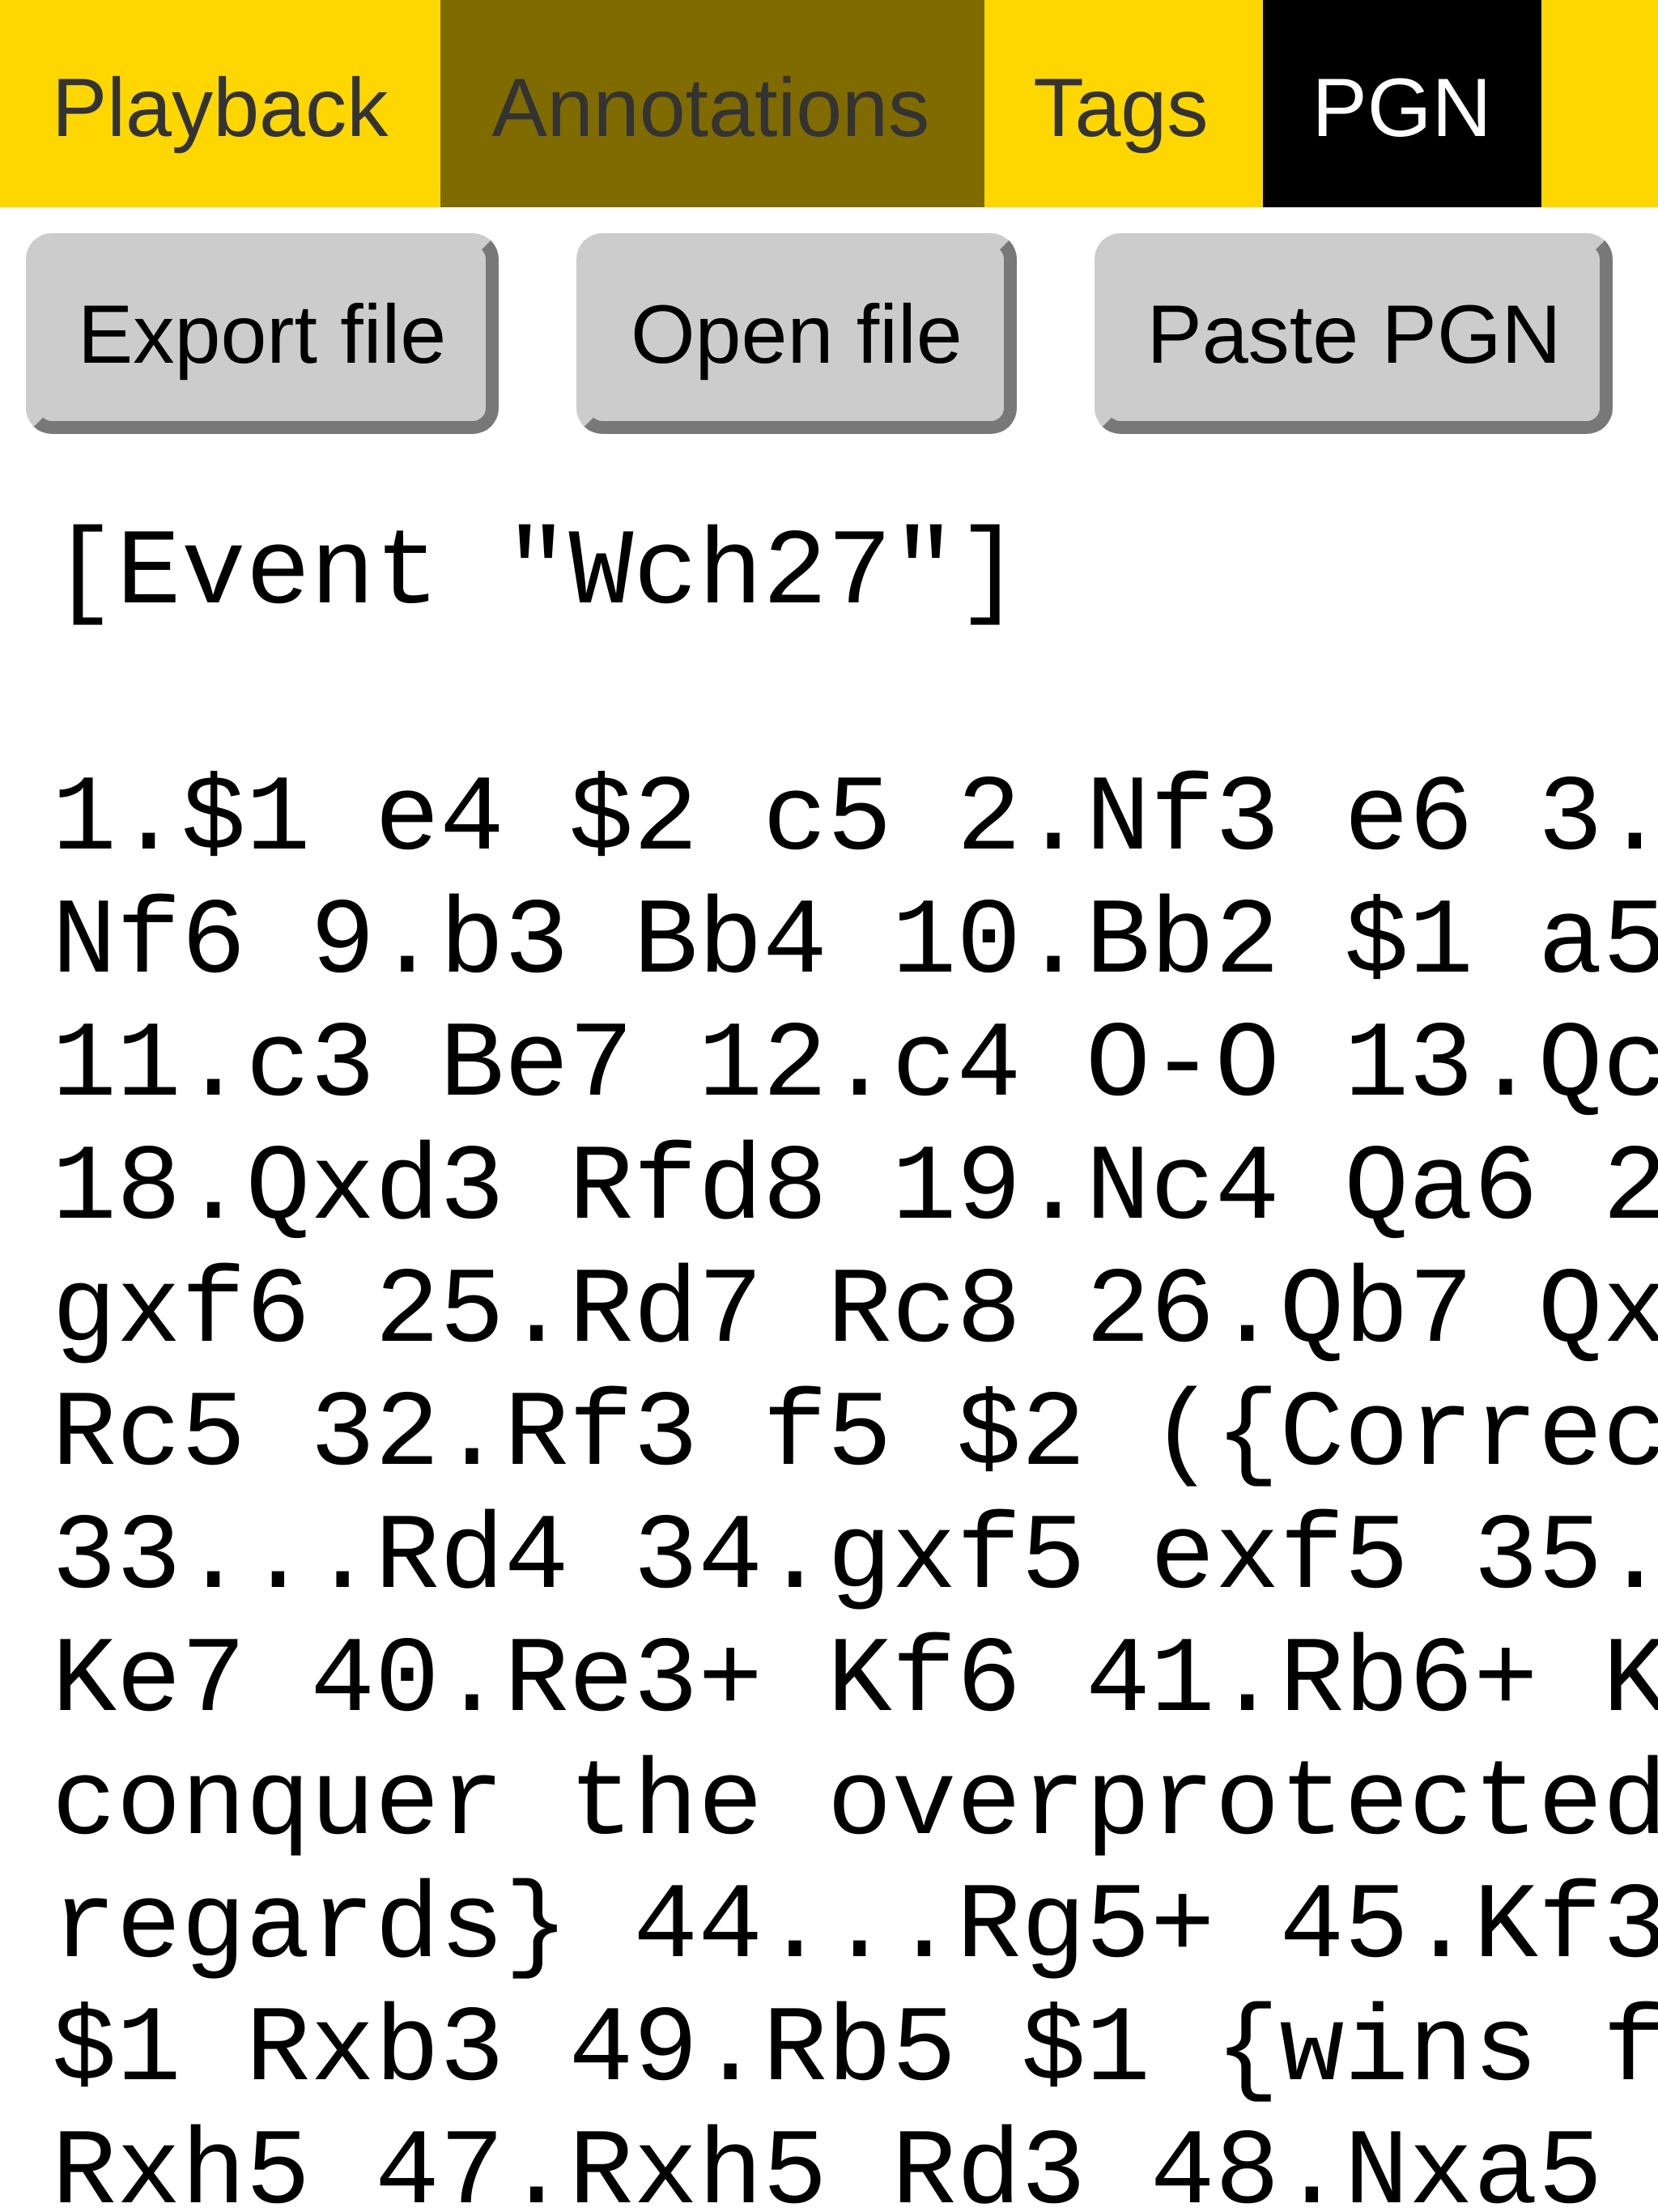 Playback Annotations Tags PGN
Export file Open file Paste PGN
[Event "Wch27"]
1.$1 e4 $2 c5 2.Nf3 e6 3.
Nf6 9.b3 Bb4 10.Bb2 $1 a5
11.c3 Be7 12.c4 O-O 13.Qc
18.Qxd3 Rfd8 19.Nc4 Qa6 2
gxf6 25.Rd7 Rc8 26.Qb7 Qx
Rc5 32.Rf3 f5 $2 ({Correc
33...Rd4 34.gxf5 exf5 35.
Ke7 40.Re3+ Kf6 41.Rb6+ K
conquer the overprotected
regards} 44...Rg5+ 45.Kf3
$1 Rxb3 49.Rb5 $1 {wins f
Rxh5 47.Rxh5 Rd3 48.Nxa5